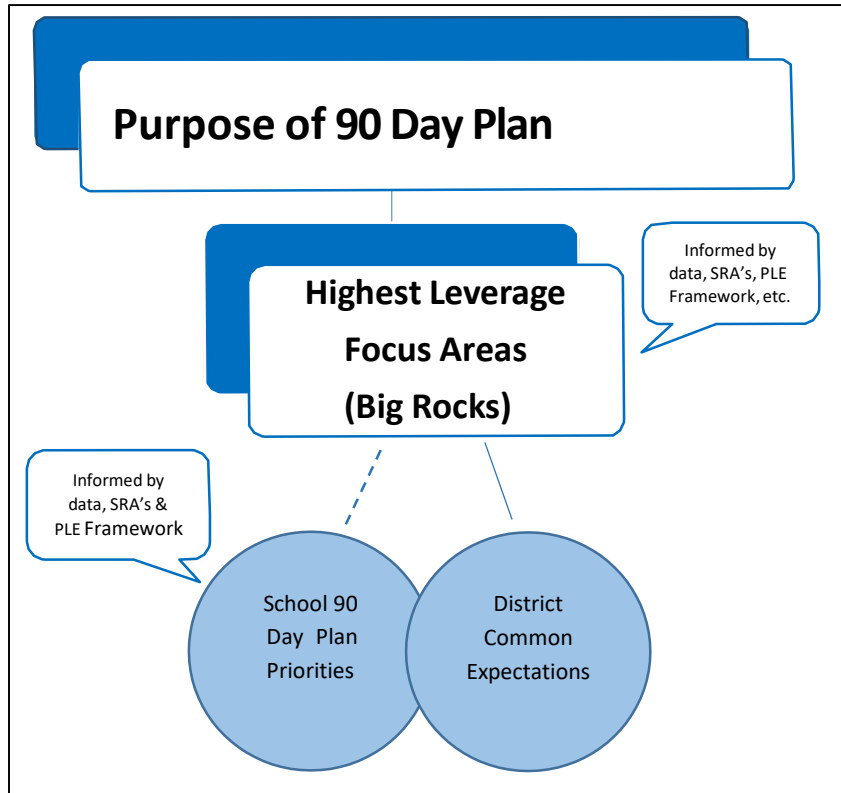 Purpose of 90 Day Plan
Informed by
data, SRA's, PLE
Framework, etc.
Highest Leverage
Focus Areas
(Big Rocks)
Informed by
data, SRA's &
PLE Framework
School 90
Day Plan
Priorities
District
Common
Expectations